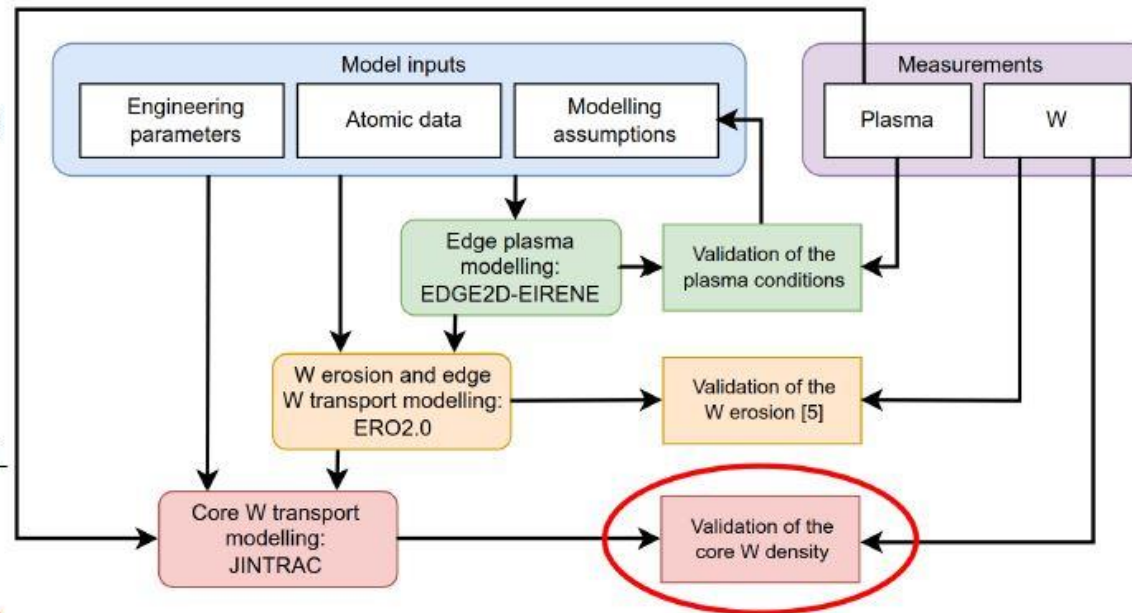 Model inputs
Measurements
Engineering
parameters
Atomic data
Modelling
assumptions
Plasma
W
Edge plasma
modelling:
EDGE2D-EIRENE
Validation of the
plasma conditions
W erosion and edge
W transport modelling:
ERO2.0
Validation of the
W erosion [5]
Core W transport
modelling:
JINTRAC
Validation of the
core W density